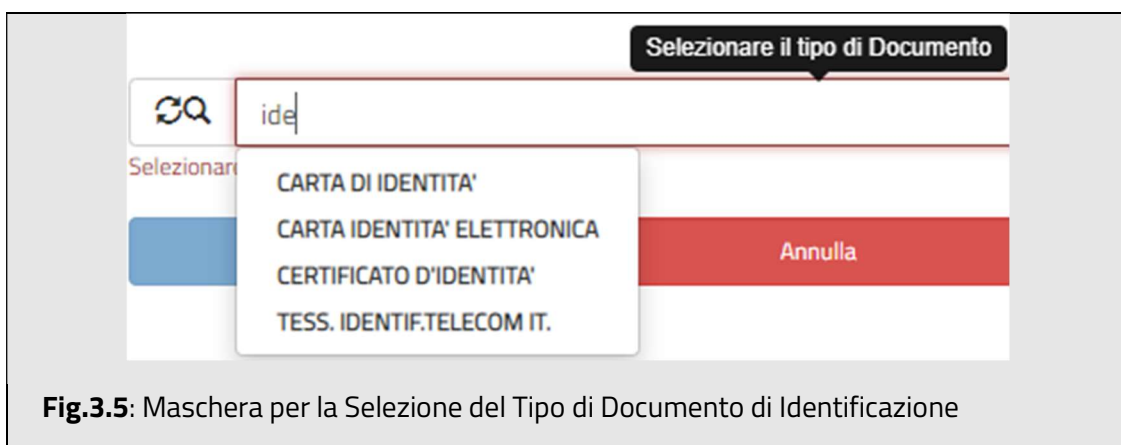 Selezionare il tipo di Documento
ide
Selezionare
CARTA DI IDENTITA'
CARTA IDENTITA' ELETTRONICA
CERTIFICATO D'IDENTITA'
TESS. IDENTIF.TELECOM IT.
Annulla
Fig.3.5: Maschera per la Selezione del Tipo di Documento di Identificazione